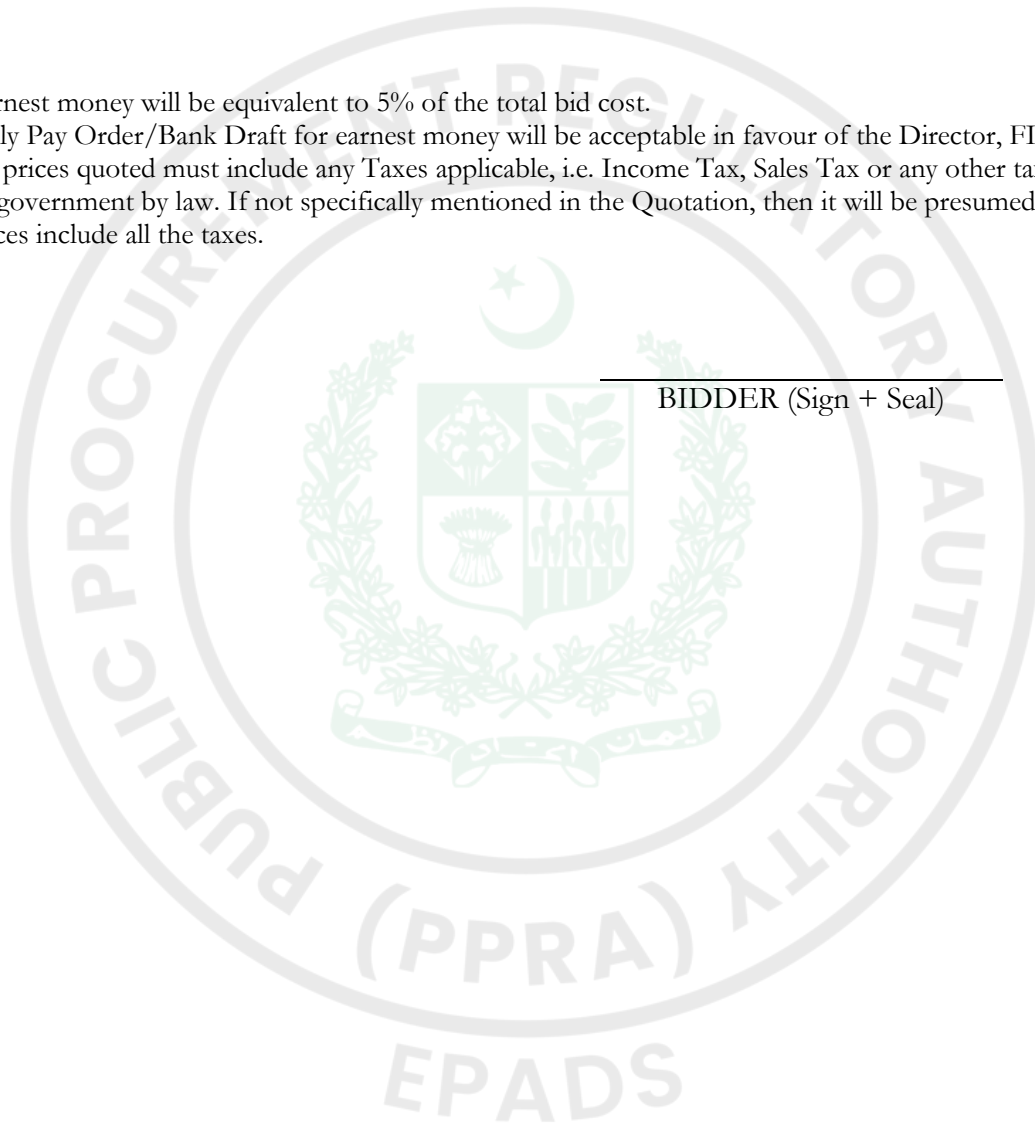 rnest money will be equivalent to 5% of the total bid cost.
ly Pay Order/Bank Draft for earnest money will be acceptable in favour of the Director, FI
prices quoted must include any Taxes applicable, i.e. Income Tax, Sales Tax or any other ta
government by law. If not specifically mentioned in the Quotation, then it will be presumed
ces include all the taxes.
BIDDER (Sign + Seal)
PUBLIC PROCUREMENT REGULATORY AUTHORITY
(PPRA)
EPADS